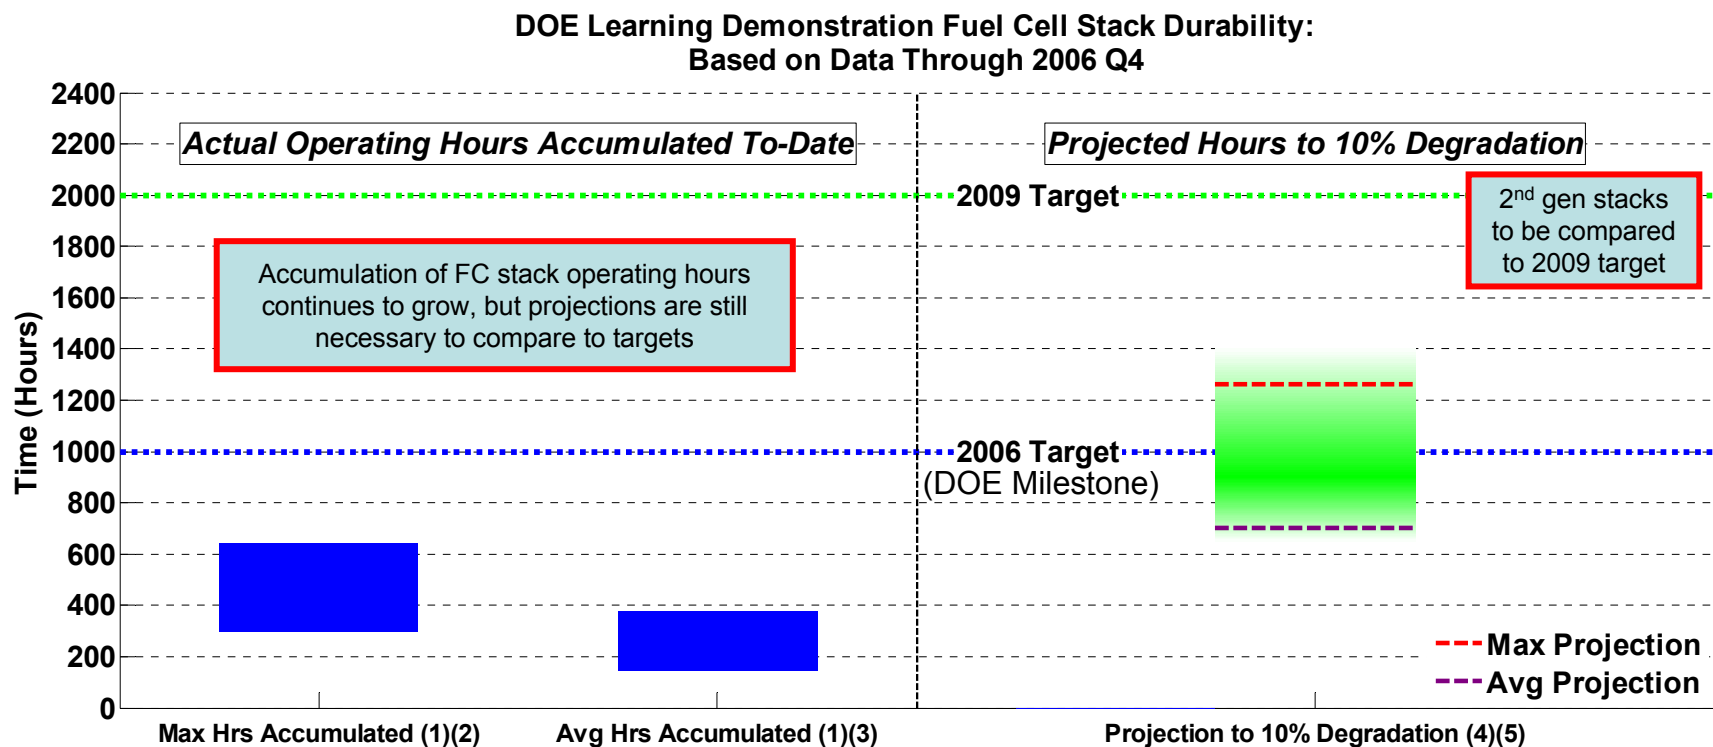 DOE Learning Demonstration Fuel Cell Stack Durability:
Based on Data Through 2006 Q4
Time (Hours)
2400
2200
2000
1800
1600
1400
1200
1000
800
600
400
200
0
Actual Operating Hours Accumulated To-Date
Accumulation of FC stack operating hours
continues to grow, but projections are still
necessary to compare to targets
Projected Hours to 10% Degradation
2009 Target
2nd gen stacks
to be compared
to 2009 target
2006 Target
(DOE Milestone)
Max Projection
Avg Projection
Max Hrs Accumulated (1)(2)
Avg Hrs Accumulated (1)(3)
Projection to 10% Degradation (4)(5)